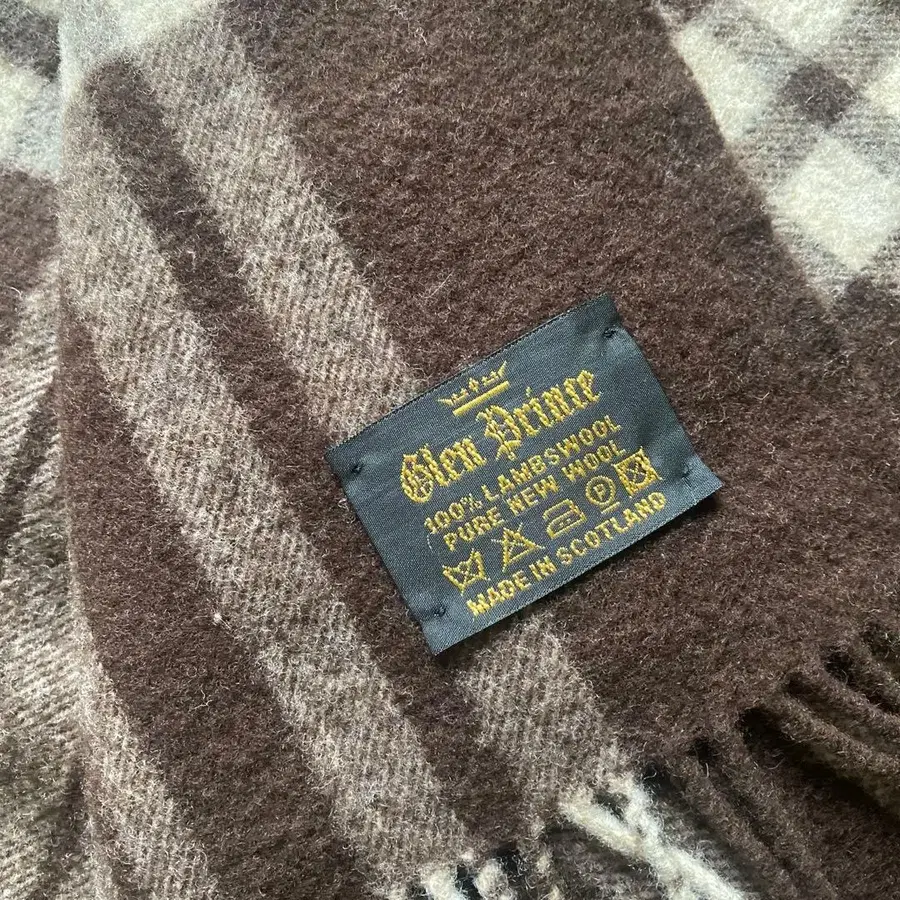 Glen Prince
100% LAMBSWOOL
PURE NEW WOOL
P
MADE IN SCOTLAND